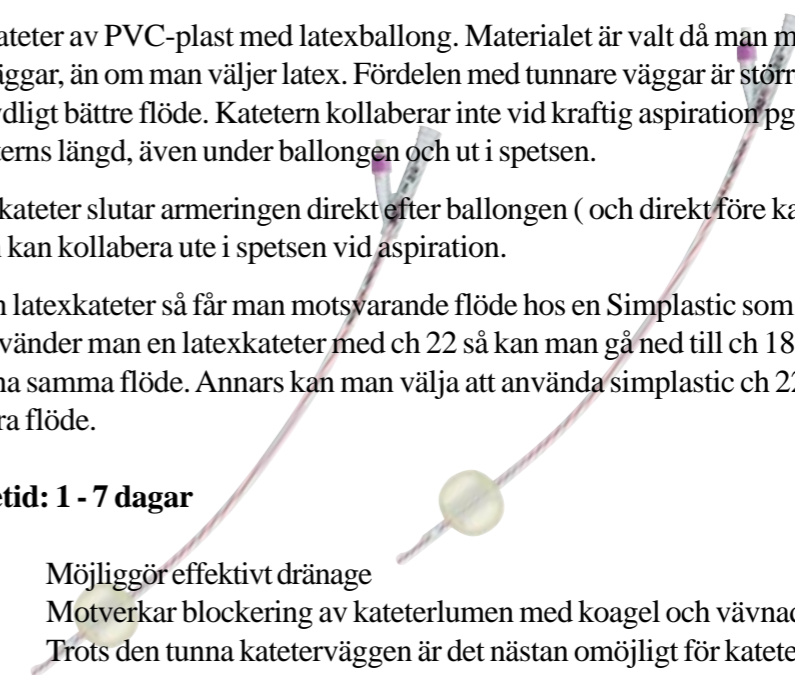 ateter av PVC-plast med latexballong. Materialet är valt då man m
äggar, än om man väljer latex. Fördelen med tunnare väggar är störr
ydligt bättre flöde. Katetern kollaberar inte vid kraftig aspiration pg
terns längd, även under ballongen och ut i spetsen.
kateter slutar armeringen direkt efter ballongen ( och direkt före ka
n kan kollabera ute i spetsen vid aspiration.
n latexkateter så får man motsvarande flöde hos en Simplastic som
vänder man en latexkateter med ch 22 så kan man gå ned till ch 18
na samma flöde. Annars kan man välja att använda simplastic ch 22
ra flöde.
etid: 1 - 7 dagar
Möjliggör effektivt dränage
Motverkar blockering av kateterlumen med koagel och vävnad
Trots den tunna kateterväggen är det nästan omöjligt för katete